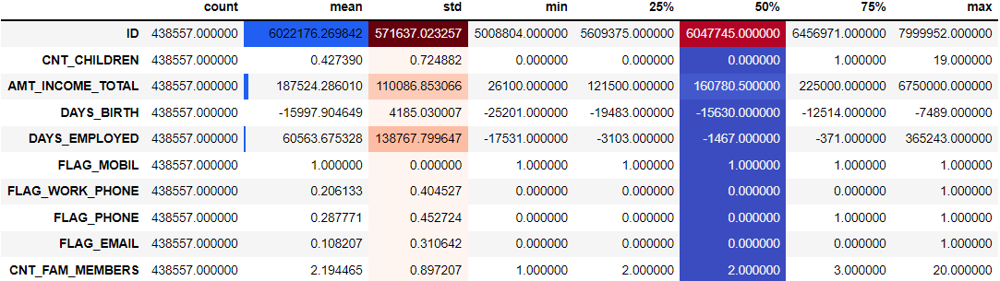 count mean std min 25% 50% 75% max
ID 438557.000000 6022176.269842 571637.023257 5008804.000000 5609375.000000 6047745.000000 6456971.000000 7999952.000000
CNT_CHILDREN 438557.000000 0.427390 0.724882 0.000000 0.000000 0.000000 1.000000 19.000000
AMT_INCOME_TOTAL 438557.000000 187524.286010 110086.853066 26100.000000 121500.000000 160780.500000 225000.000000 6750000.000000
DAYS_BIRTH 438557.000000 -15997.904649 4185.030007 -25201.000000 -19483.000000 -15630.000000 -12514.000000 -7489.000000
DAYS_EMPLOYED 438557.000000 60563.675328 138767.799647 -17531.000000 -3103.000000 -1467.000000 -371.000000 365243.000000
FLAG_MOBIL 438557.000000 1.000000 0.000000 1.000000 1.000000 1.000000 1.000000 1.000000
FLAG_WORK_PHONE 438557.000000 0.206133 0.404527 0.000000 0.000000 0.000000 0.000000 1.000000
FLAG_PHONE 438557.000000 0.287771 0.452724 0.000000 0.000000 0.000000 1.000000 1.000000
FLAG_EMAIL 438557.000000 0.108207 0.310642 0.000000 0.000000 0.000000 0.000000 1.000000
CNT_FAM_MEMBERS 438557.000000 2.194465 0.897207 1.000000 2.000000 2.000000 3.000000 20.000000